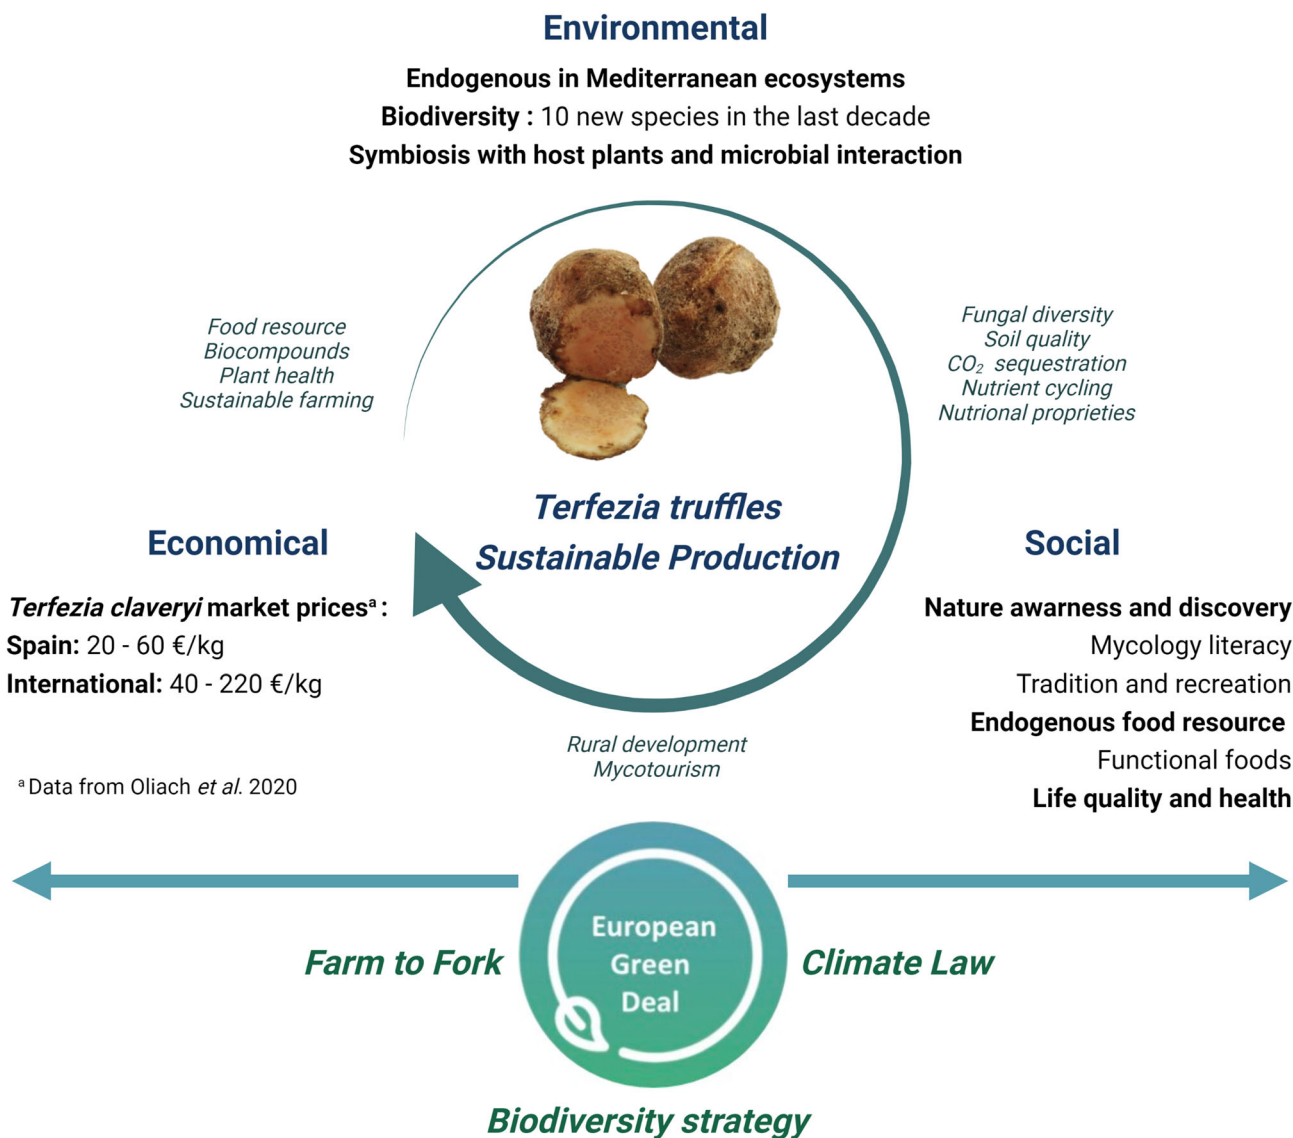 Environmental
Endogenous in Mediterranean ecosystems
Biodiversity : 10 new species in the last decade
Symbiosis with host plants and microbial interaction
Food resource
Biocompounds
Plant health
Sustainable farming
Fungal diversity
Soil quality
CO₂ sequestration
Nutrient cycling
Nutrional proprieties
Terfezia truffles
Sustainable Production
Economical
Terfezia claveryi market pricesᵃ :
Spain: 20 - 60 €/kg
International: 40 - 220 €/kg
ᵃ Data from Oliach et al. 2020
Social
Nature awarness and discovery
Mycology literacy
Tradition and recreation
Endogenous food resource
Functional foods
Life quality and health
Rural development
Mycotourism
European
Green
Deal
Farm to Fork
Climate Law
Biodiversity strategy